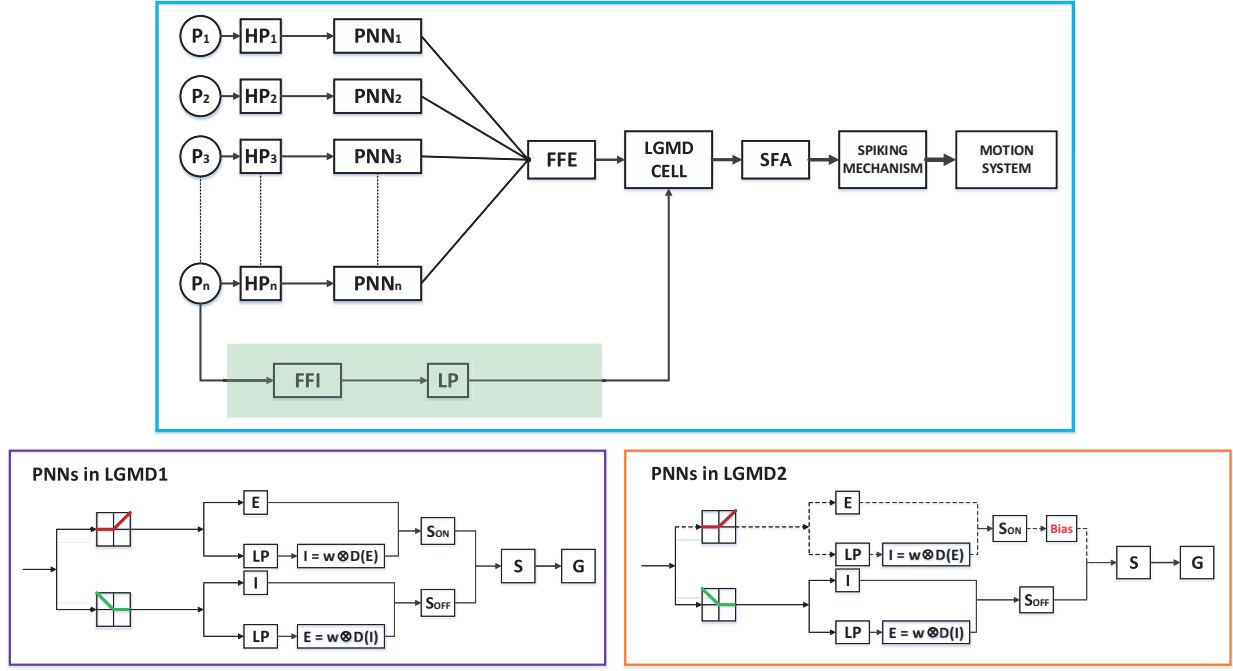 P1 HP1 PNN1
P2 HP2 PNN2
P3 HP3 PNN3
FFE
LGMD
CELL
SFA
SPIKING
MECHANISM
MOTION
SYSTEM
Pn HPn PNNn
FFI LP
PNNs in LGMD1
E
LP I = w⊗D(E)
SON
I
LP E = w⊗D(I)
SOFF
S G
PNNs in LGMD2
E
LP I = w⊗D(E)
SON Bias
I
LP E = w⊗D(I)
SOFF
S G